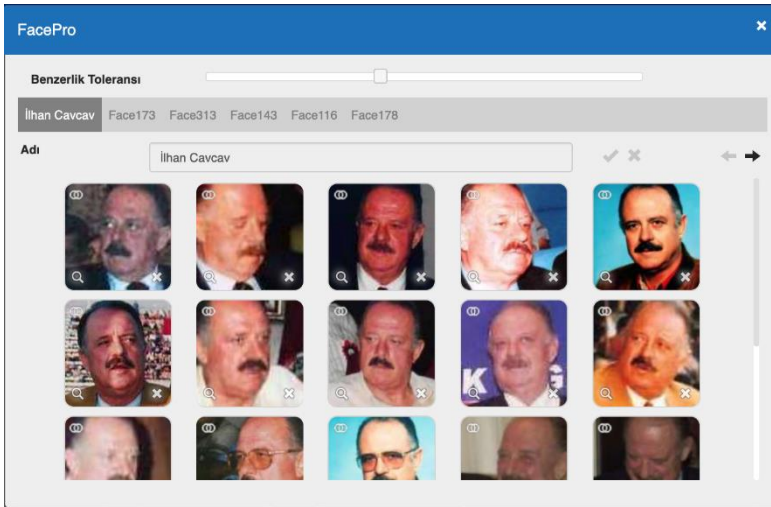 FacePro
Benzerlik Toleransı
İlhan Cavcav Face173 Face313 Face143 Face116 Face178
Adı İlhan Cavcav
K G